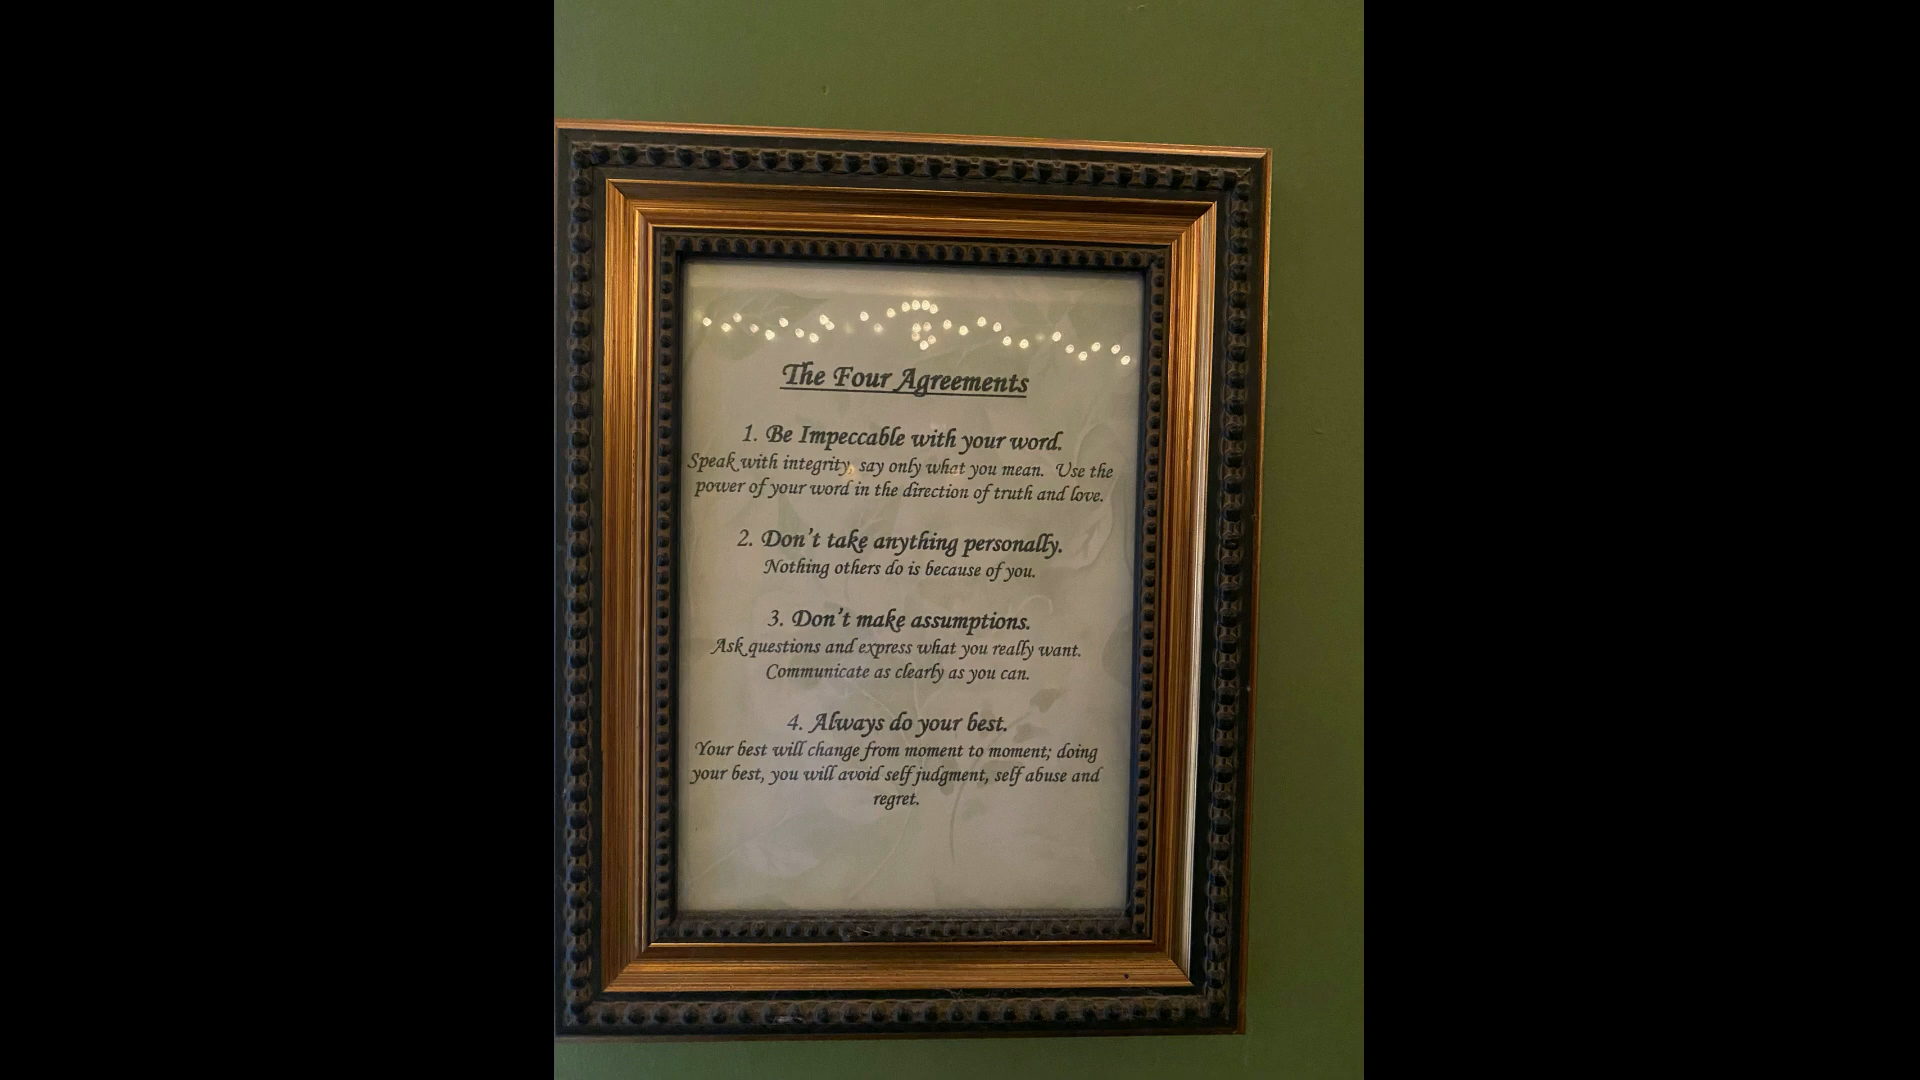 The Four Agreements
1. Be Impeccable with your word.
Speak with integrity, say only what you mean. Use the
power of your word in the direction of truth and love.
2. Don't take anything personally.
Nothing others do is because of you.
3. Don't make assumptions.
Ask questions and express what you really want.
Communicate as clearly as you can.
4. Always do your best.
Your best will change from moment to moment; doing
your best, you will avoid self judgment, self abuse and
regret.